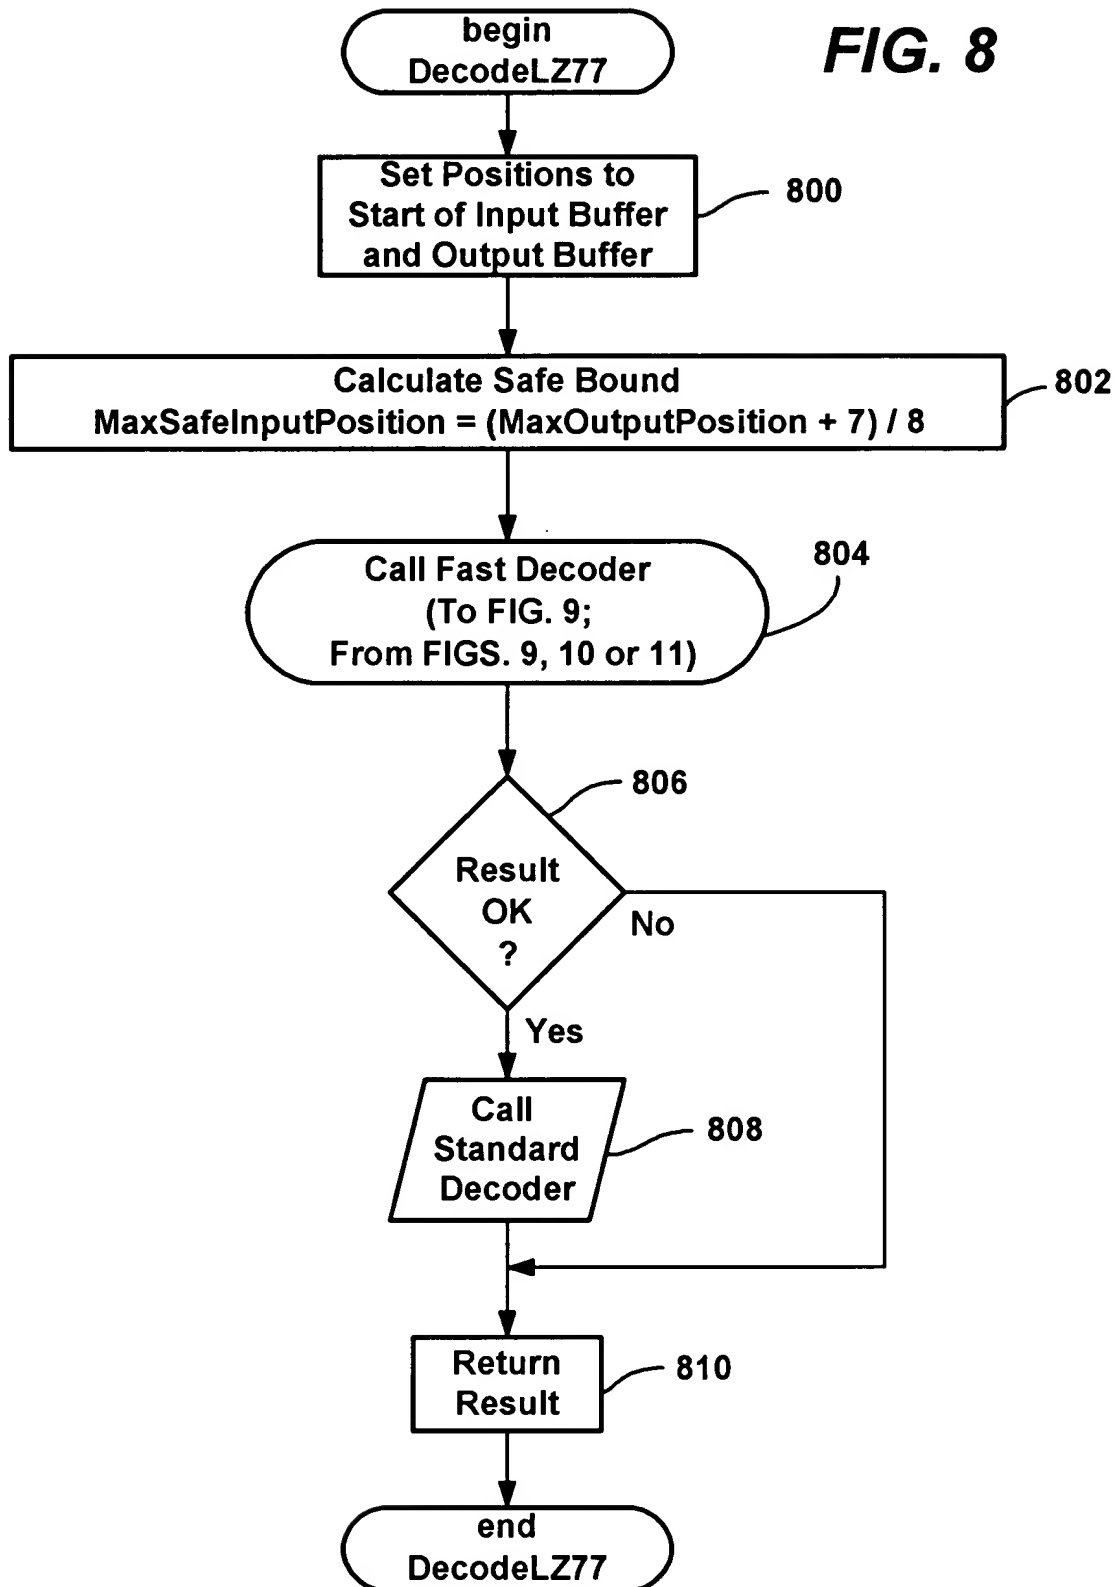 begin
DecodeLZ77
FIG. 8
Set Positions to
Start of Input Buffer
and Output Buffer
800
Calculate Safe Bound
MaxSafeInputPosition = (MaxOutputPosition + 7) / 8
802
Call Fast Decoder
(To FIG. 9;
From FIGS. 9, 10 or 11)
804
806
Result
OK
?
No
Yes
Call
Standard
Decoder
808
Return
Result
810
end
DecodeLZ77